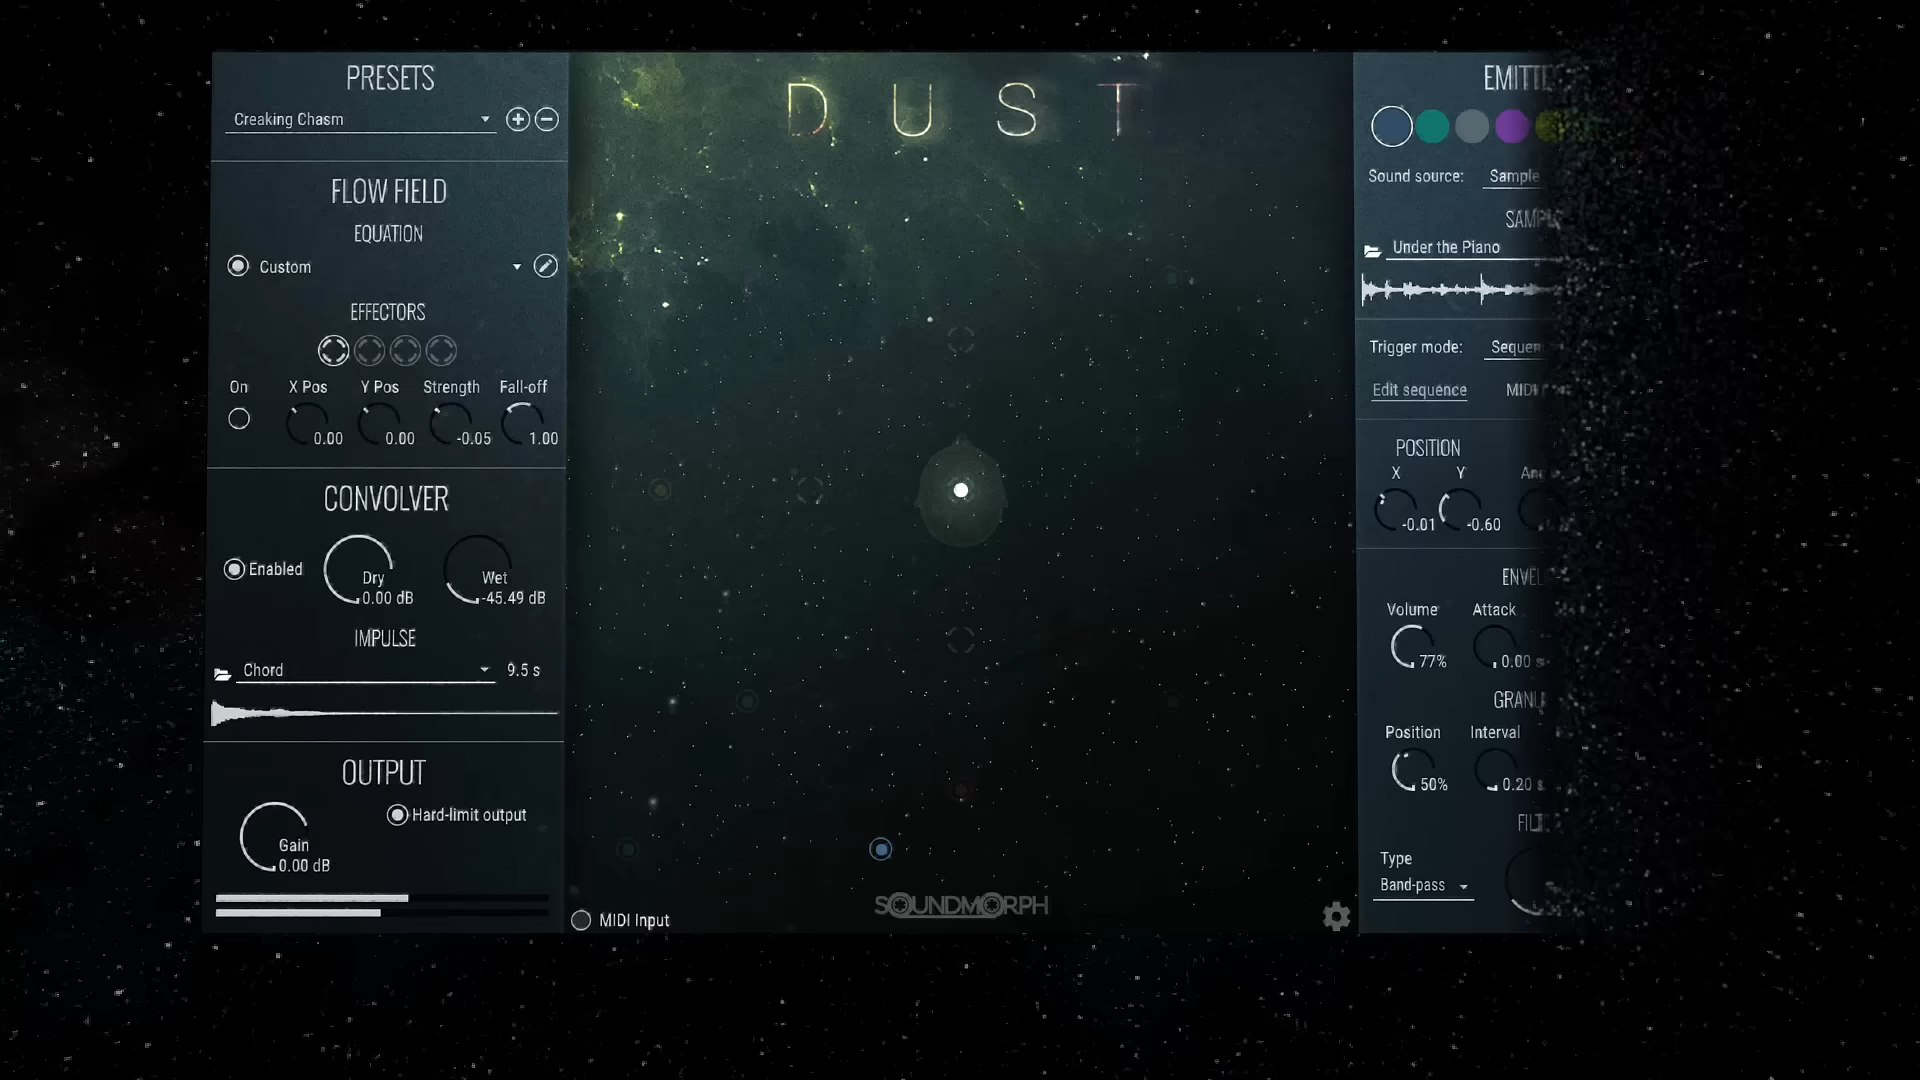 PRESETS
Creaking Chasm
FLOW FIELD
EQUATION
Custom
EFFECTORS
On X Pos Y Pos Strength Fall-off
0.00 0.00 -0.05 1.00
CONVOLVER
Enabled
Dry
0.00 dB
Wet
-45.49 dB
IMPULSE
Chord 9.5 s
OUTPUT
Hard-limit output
Gain
0.00 dB
DUST
SOUNDMORPH
MIDI Input
Sound source: Sample
Under the Piano
Trigger mode:
Edit sequence MIDI
POSITION
X Y
-0.01 -0.60
Volume Attack
77% 0.00 s
Position Interval
50% 0.20 s
Type
Band-pass